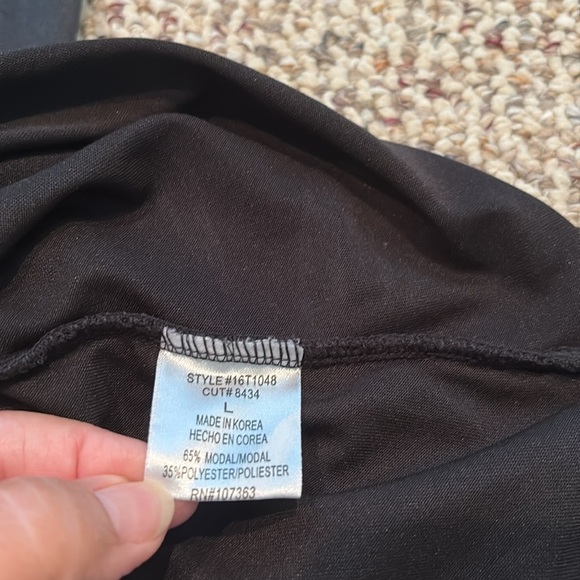 STYLE #16T1048
CUT# 8434
L
MADE IN KOREA
HECHO EN COREA
65% MODAL/MODAL
35%POLYESTER/POLIESTER
RN#107363